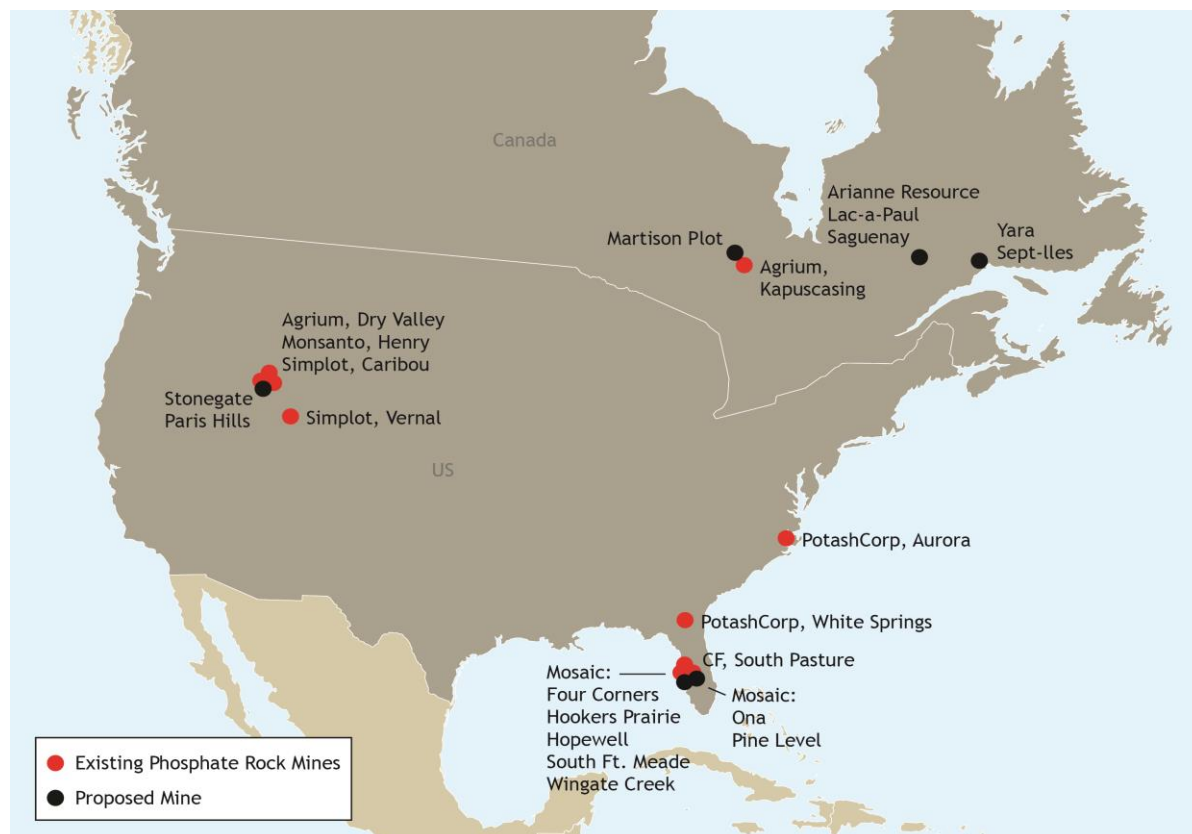 Canada
Arianne Resource
Lac-a-Paul
Saguenay
Yara
Sept-lles
Martison Plot
Agrium,
Kapuscasing
Agrium, Dry Valley
Monsanto, Henry
Simplot, Caribou
Stonegate
Paris Hills
Simplot, Vernal
US
PotashCorp, Aurora
PotashCorp, White Springs
CF, South Pasture
Mosaic:
Four Corners
Hookers Prairie
Hopewell
South Ft. Meade
Wingate Creek
Mosaic:
Ona
Pine Level
Existing Phosphate Rock Mines
Proposed Mine